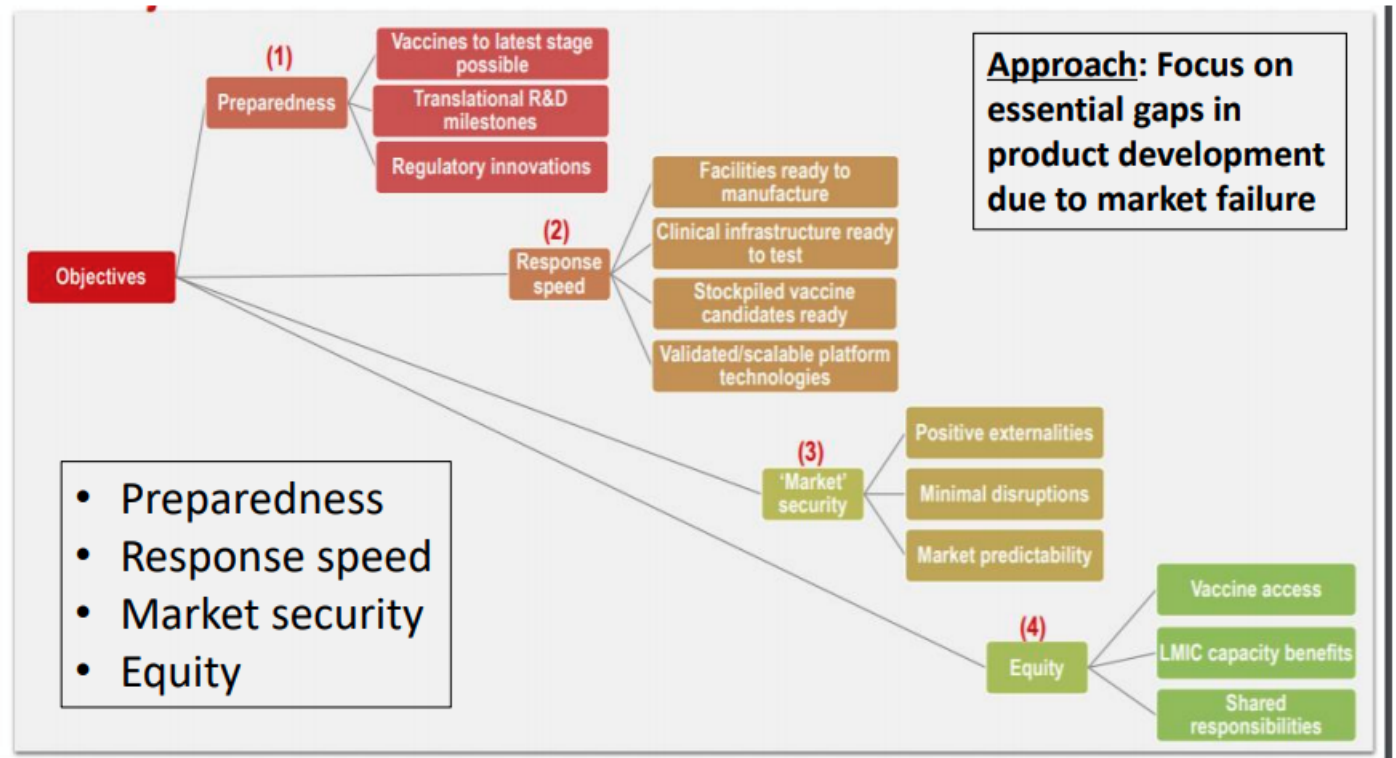 (1)
Preparedness
Vaccines to latest stage
possible
Translational R&D
milestones
Regulatory innovations
Approach: Focus on
essential gaps in
product development
due to market failure
Objectives
(2)
Response
speed
Facilities ready to
manufacture
Clinical infrastructure ready
to test
Stockpiled vaccine
candidates ready
Validated/scalable platform
technologies
(3)
'Market'
security
Positive externalities
Minimal disruptions
Market predictability
(4)
Equity
Vaccine access
LMIC capacity benefits
Shared
responsibilities
• Preparedness
• Response speed
• Market security
• Equity